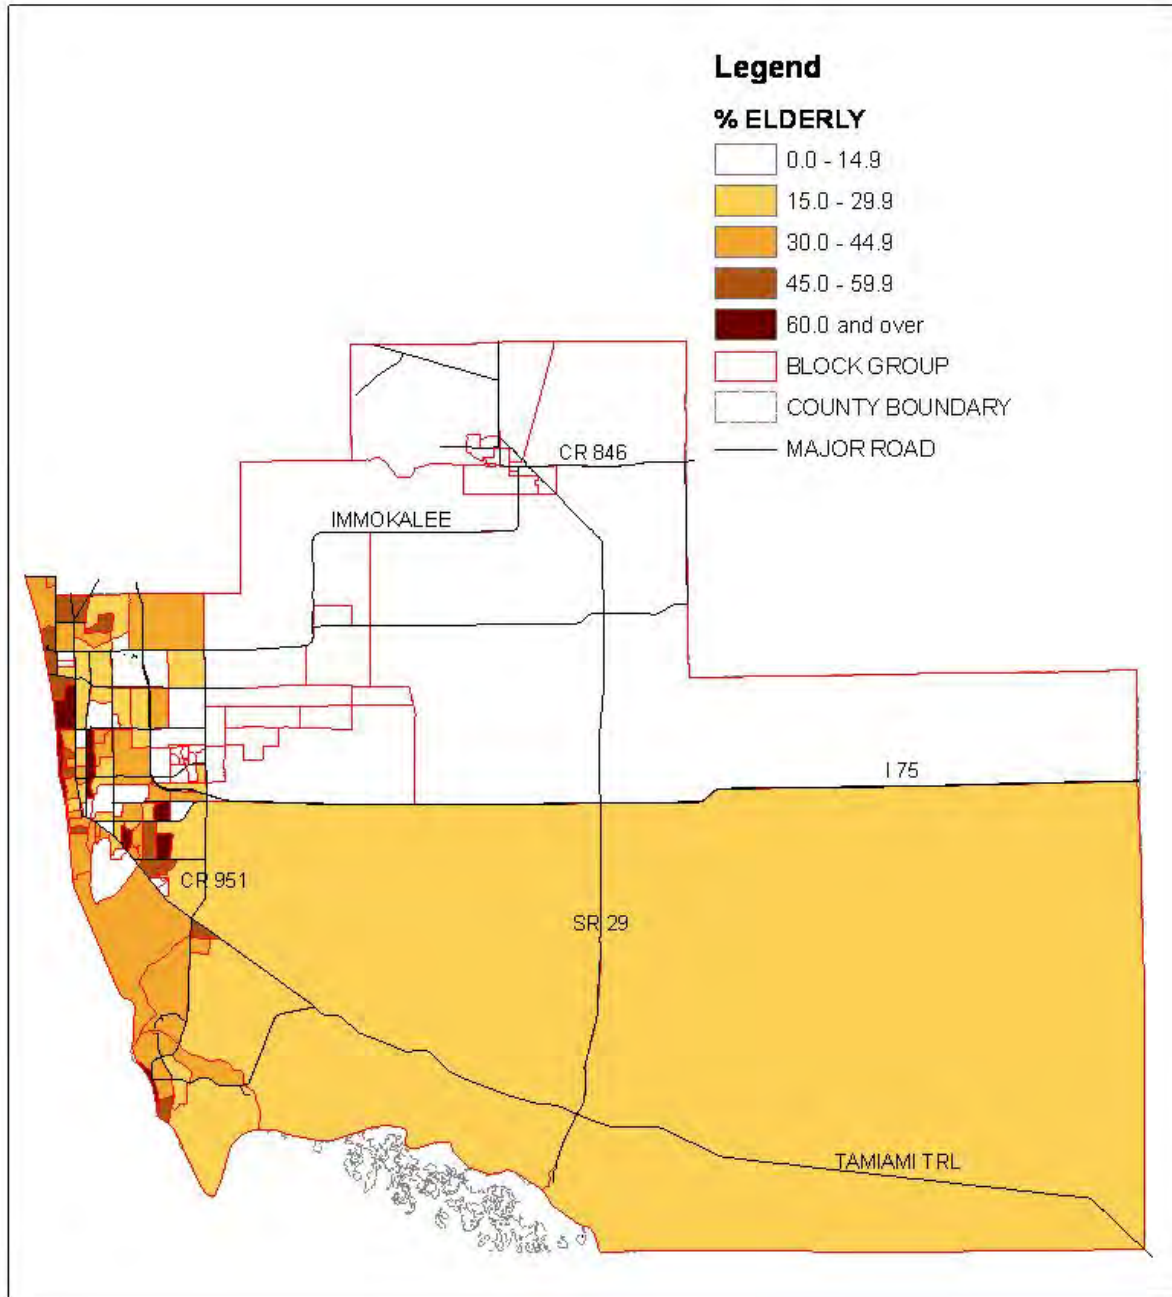 Legend
% ELDERLY
0.0 - 14.9
15.0 - 29.9
30.0 - 44.9
45.0 - 59.9
60.0 and over
BLOCK GROUP
COUNTY BOUNDARY
MAJOR ROAD
CR 846
IMMOKALEE
I 75
CR 951
SR 29
TAMIAMI TRL